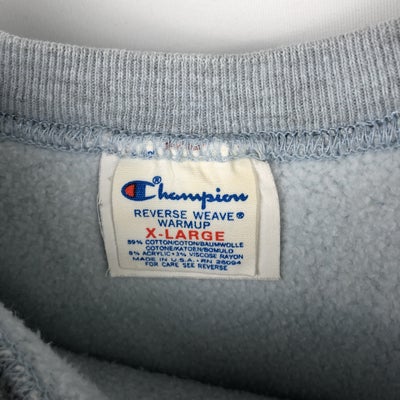 Champion®
REVERSE WEAVE®
WARMUP
X-LARGE
89% COTTON/COTON/BAUMWOLLE
COTONE/KATOEN/BOMULD
8% ACRYLIC•3% VISCOSE RAYON
MADE IN U.S.A.• RN 26094
FOR CARE SEE REVERSE